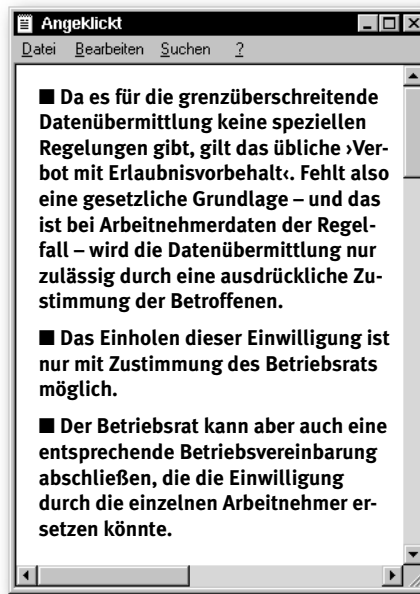 Angeklickt
Datei Bearbeiten Suchen ?
■ Da es für die grenzüberschreitende
Datenübermittlung keine speziellen
Regelungen gibt, gilt das übliche ›Ver-
bot mit Erlaubnisvorbehalt‹. Fehlt also
eine gesetzliche Grundlage – und das
ist bei Arbeitnehmerdaten der Regel-
fall – wird die Datenübermittlung nur
zulässig durch eine ausdrückliche Zu-
stimmung der Betroffenen.
■ Das Einholen dieser Einwilligung ist
nur mit Zustimmung des Betriebsrats
möglich.
■ Der Betriebsrat kann aber auch eine
entsprechende Betriebsvereinbarung
abschließen, die die Einwilligung
durch die einzelnen Arbeitnehmer er-
setzen könnte.